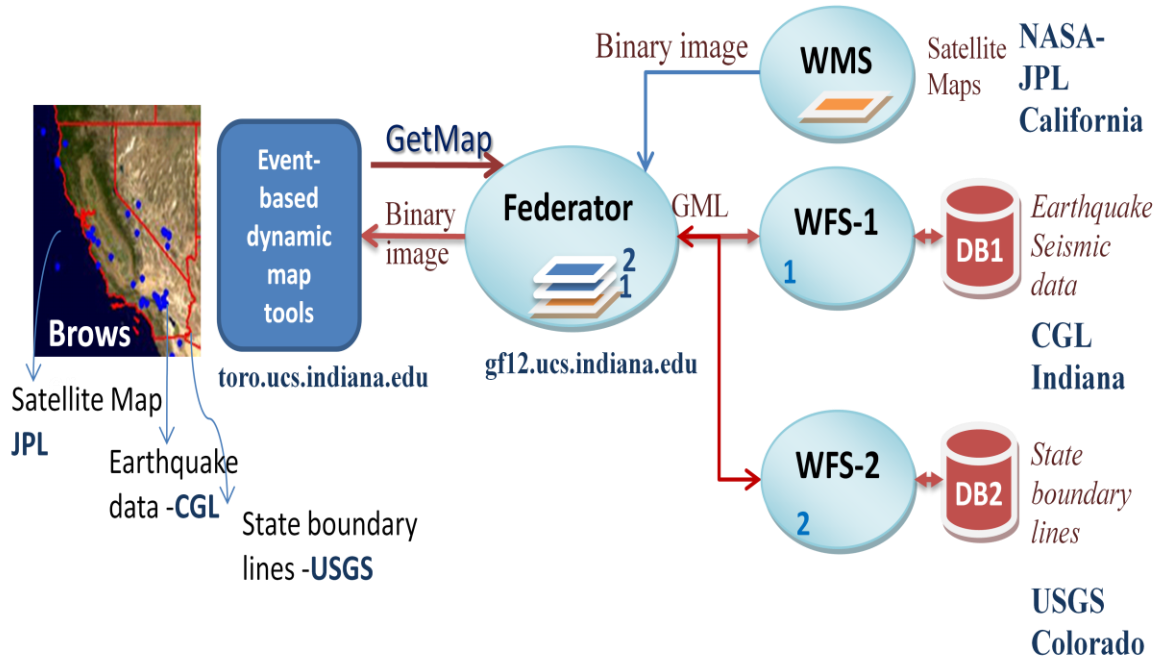 Brows
Satellite Map
JPL
Earthquake
data -CGL
State boundary
lines -USGS
Event-
based
dynamic
map
tools
toro.ucs.indiana.edu
GetMap
Binary
image
Federator
2
1
gf12.ucs.indiana.edu
Binary image
WMS
Satellite
Maps
NASA-
JPL
California
GML
WFS-1
1
DB1
Earthquake
Seismic
data
CGL
Indiana
WFS-2
2
DB2
State
boundary
lines
USGS
Colorado